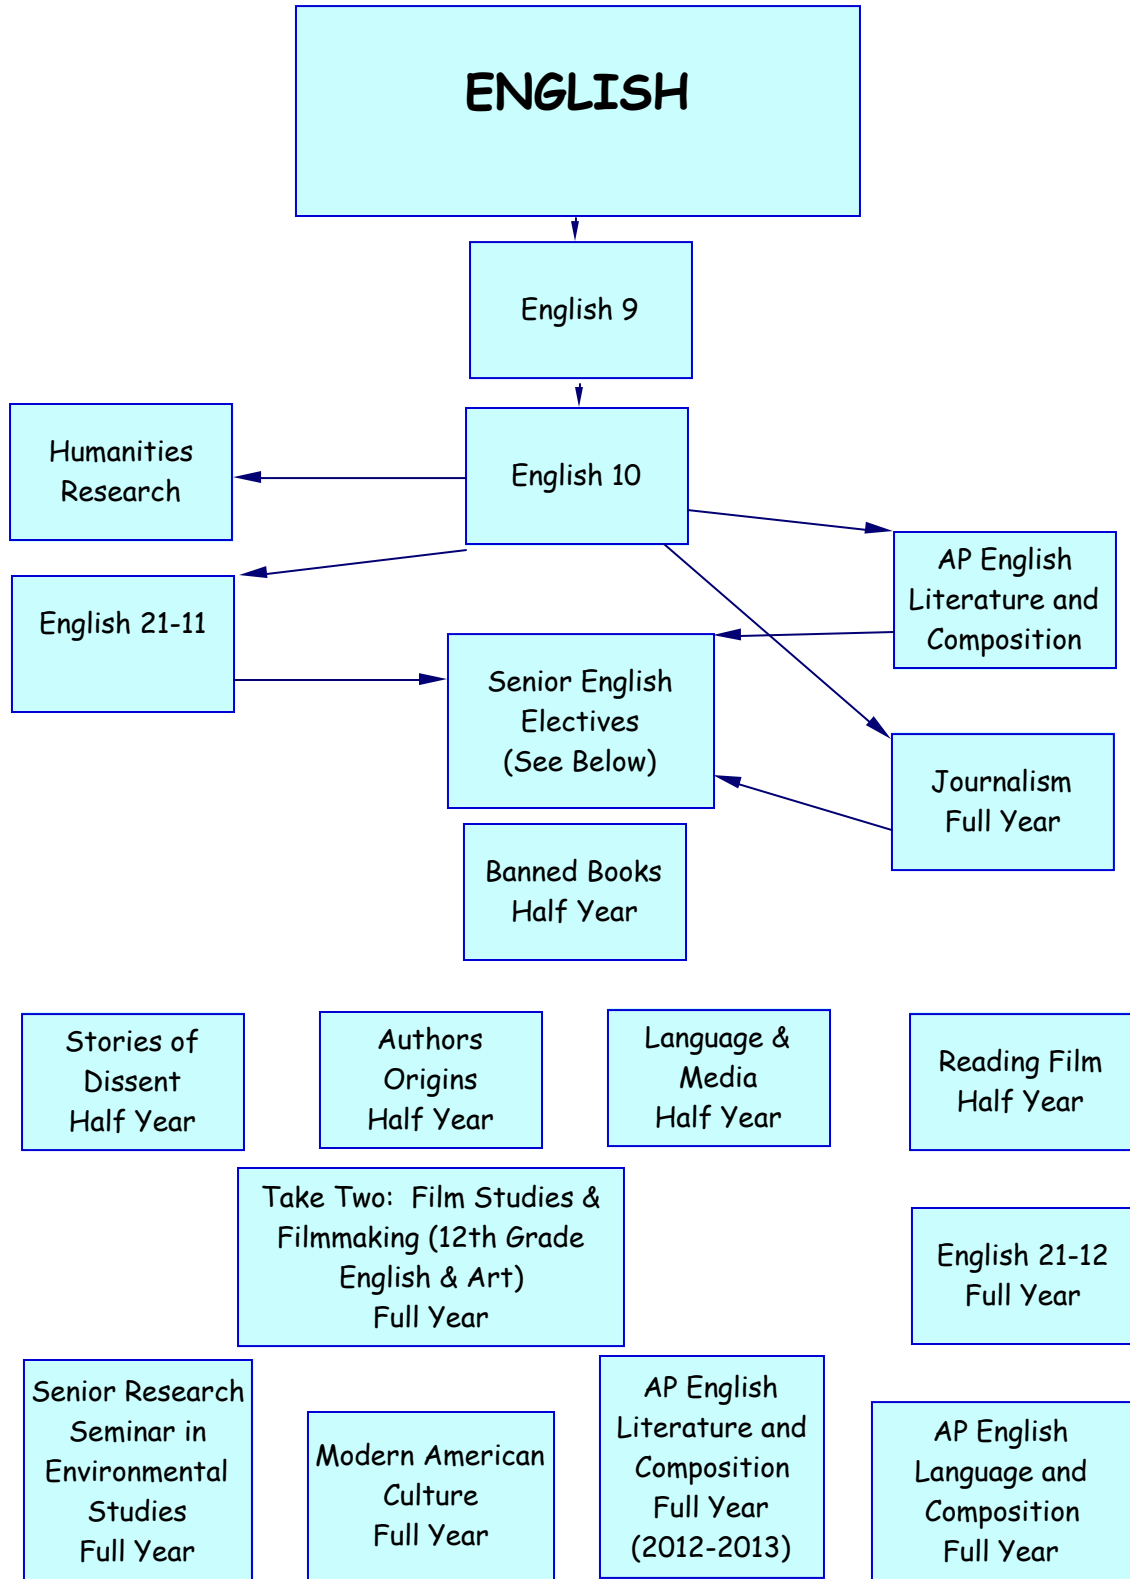 ENGLISH
English 9
English 10
Humanities
Research
English 21-11
AP English
Literature and
Composition
Senior English
Electives
(See Below)
Journalism
Full Year
Banned Books
Half Year
Stories of
Dissent
Half Year
Authors
Origins
Half Year
Language &
Media
Half Year
Reading Film
Half Year
Take Two:  Film Studies &
Filmmaking (12th Grade
English & Art)
Full Year
English 21-12
Full Year
Senior Research
Seminar in
Environmental
Studies
Full Year
Modern American
Culture
Full Year
AP English
Literature and
Composition
Full Year
(2012-2013)
AP English
Language and
Composition
Full Year